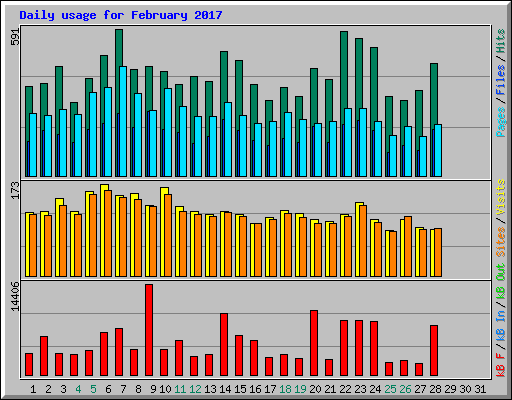 Daily usage for February 2017
591
173
14406
Pages / Files / Hits
Sites / Visits
kB F / kB In / kB Out
1 2 3 4 5 6 7 8 9 10 11 12 13 14 15 16 17 18 19 20 21 22 23 24 25 26 27 28 29 30 31